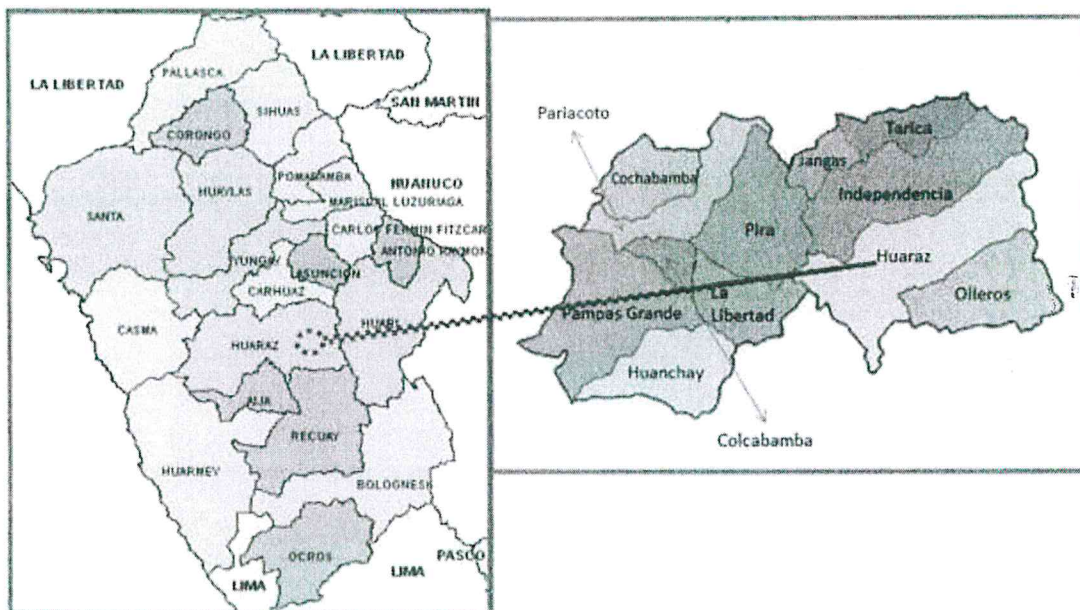 LA LIBERTAD
LA LIBERTAD
PALLASCA
SAN MARTIN
SIHUAS
CORONGO
POMABAMBA
HUANUCO
HUAYLAS
MARISCAL LUZURIAGA
SANTA
CARLOS FERMIN FITZCAR
ANTONIO RAYMON
YUNGAY
ASUNCION
CARHUAZ
CASMA
HUARI
HUARAZ
AIJA
RECUAY
HUARMEY
BOLOGNESI
OCROS
PASCO
LIMA
LIMA
Pariacoto
Tarica
Jangas
Cochabamba
Independencia
Pira
Huaraz
La
Libertad
Olleros
Pampas Grande
Huanchay
Colcabamba